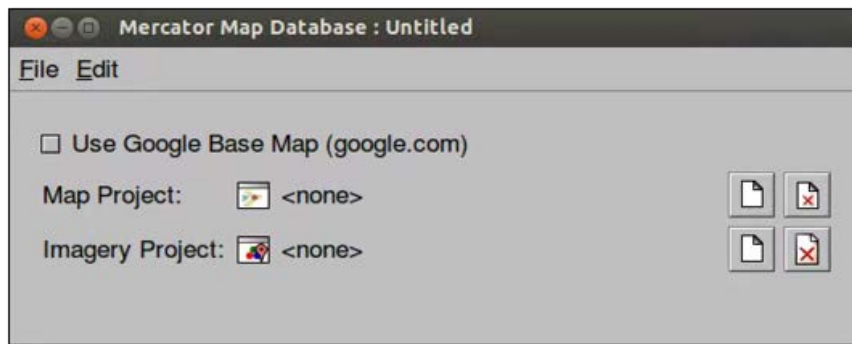 Mercator Map Database : Untitled
File Edit
Use Google Base Map (google.com)
Map Project: <none>
Imagery Project: <none>